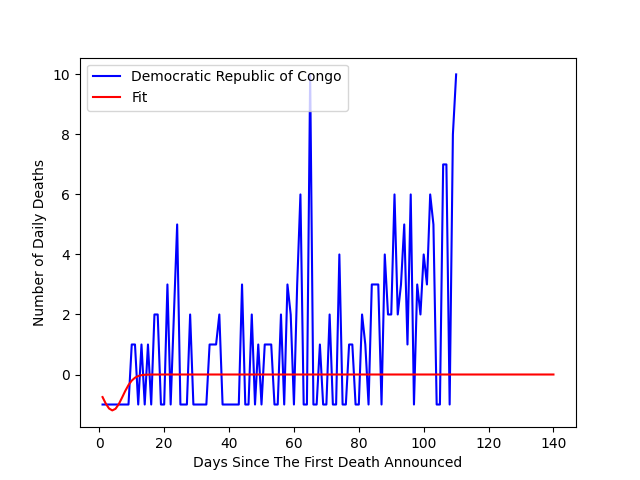 Democratic Republic of Congo
Fit
10
8
6
4
2
0
Number of Daily Deaths
0 20 40 60 80 100 120 140
Days Since The First Death Announced